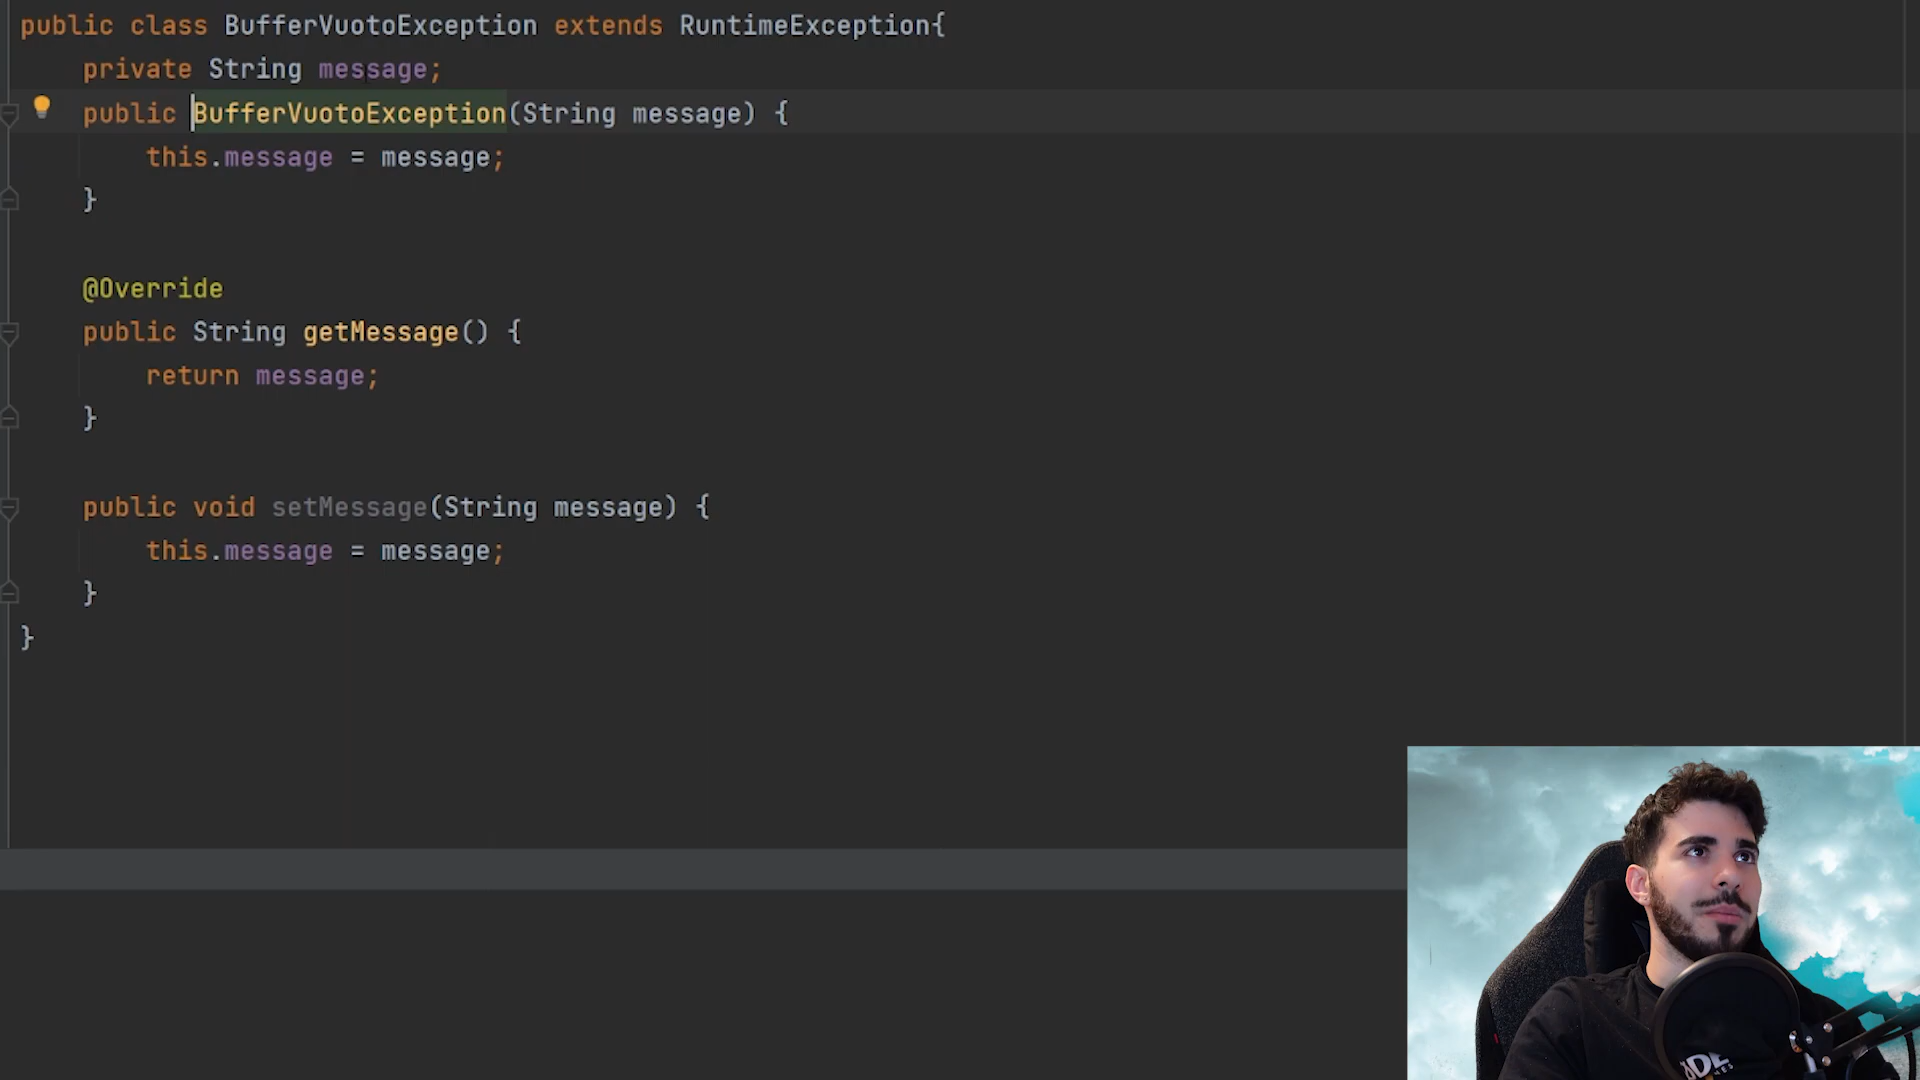 public class BufferVuotoException extends RuntimeException{
private String message;
public BufferVuotoException(String message) {
this.message = message;
}
@Override
public String getMessage() {
return message;
}
public void setMessage(String message) {
this.message = message;
}
}